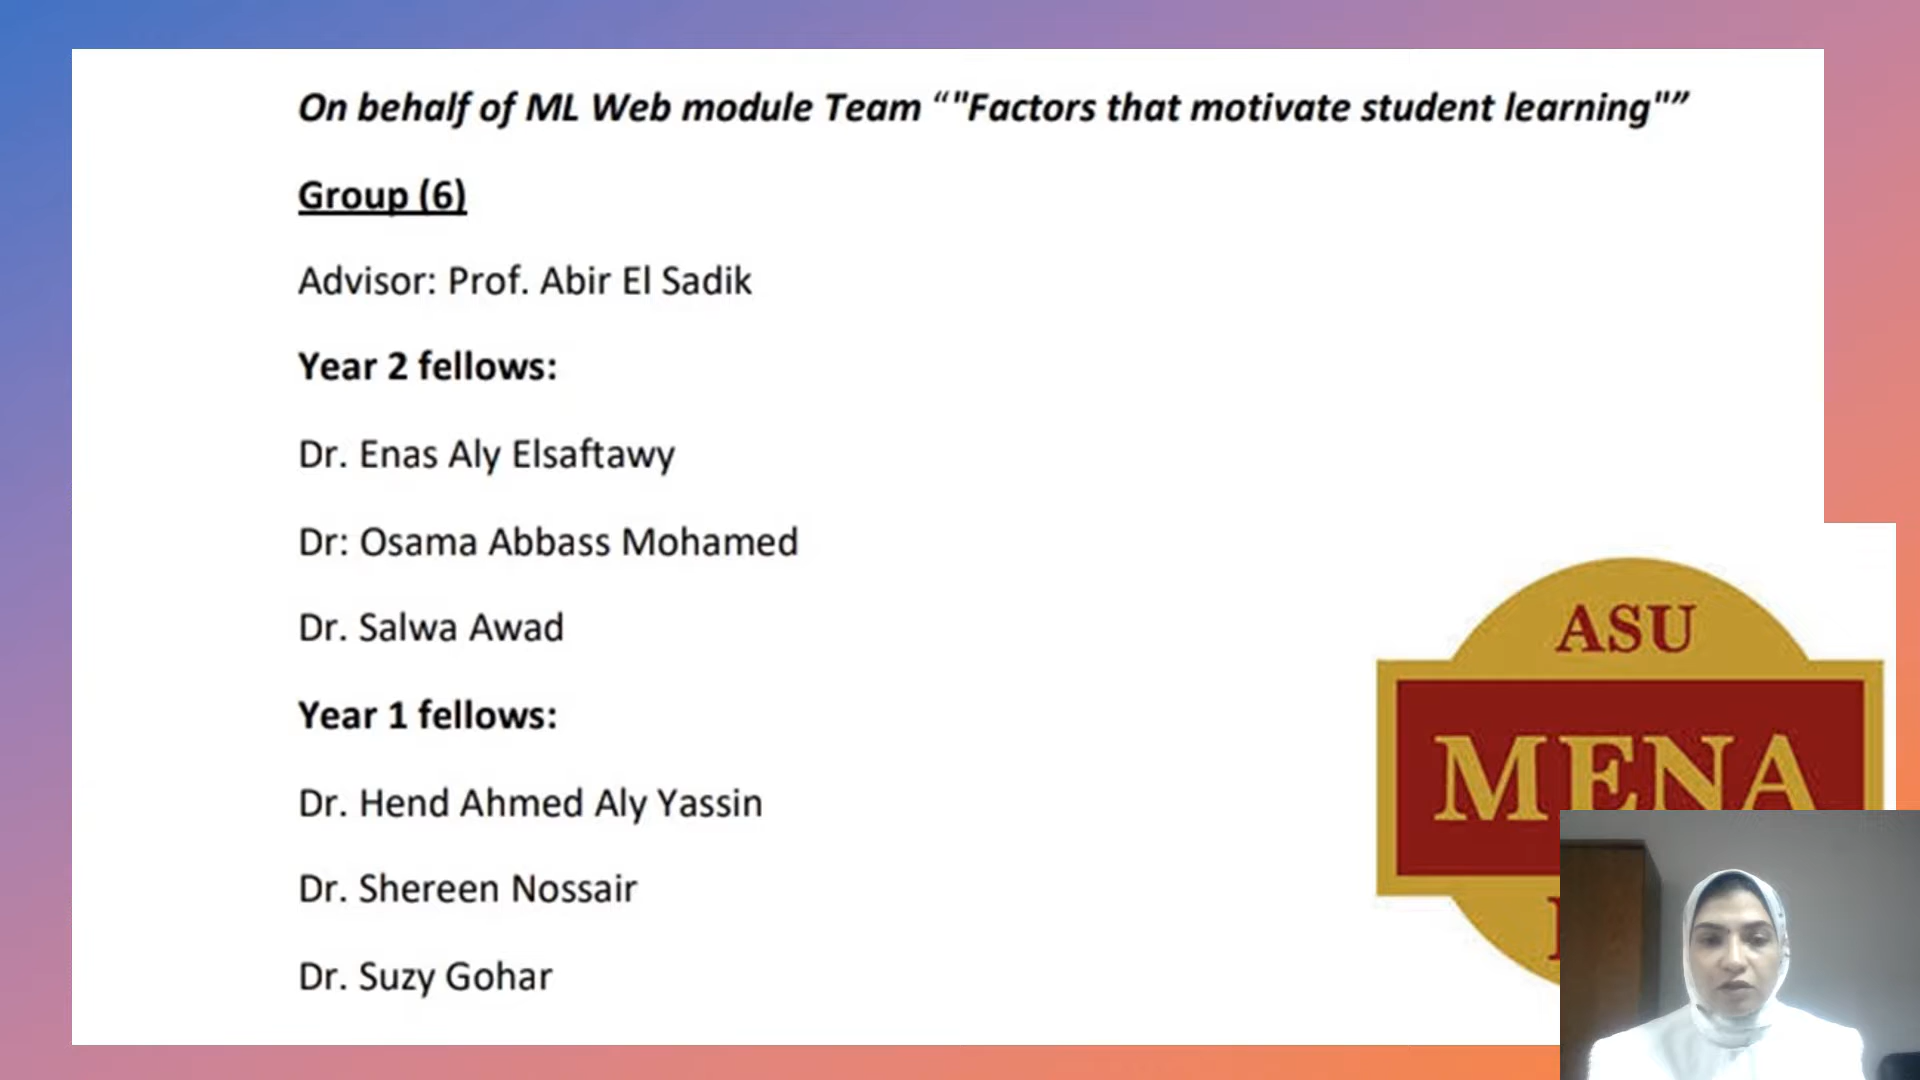 On behalf of ML Web module Team “"Factors that motivate student learning"”
Group (6)
Advisor: Prof. Abir El Sadik
Year 2 fellows:
Dr. Enas Aly Elsaftawy
Dr: Osama Abbass Mohamed
Dr. Salwa Awad
Year 1 fellows:
Dr. Hend Ahmed Aly Yassin
Dr. Shereen Nossair
Dr. Suzy Gohar
ASU
MENA